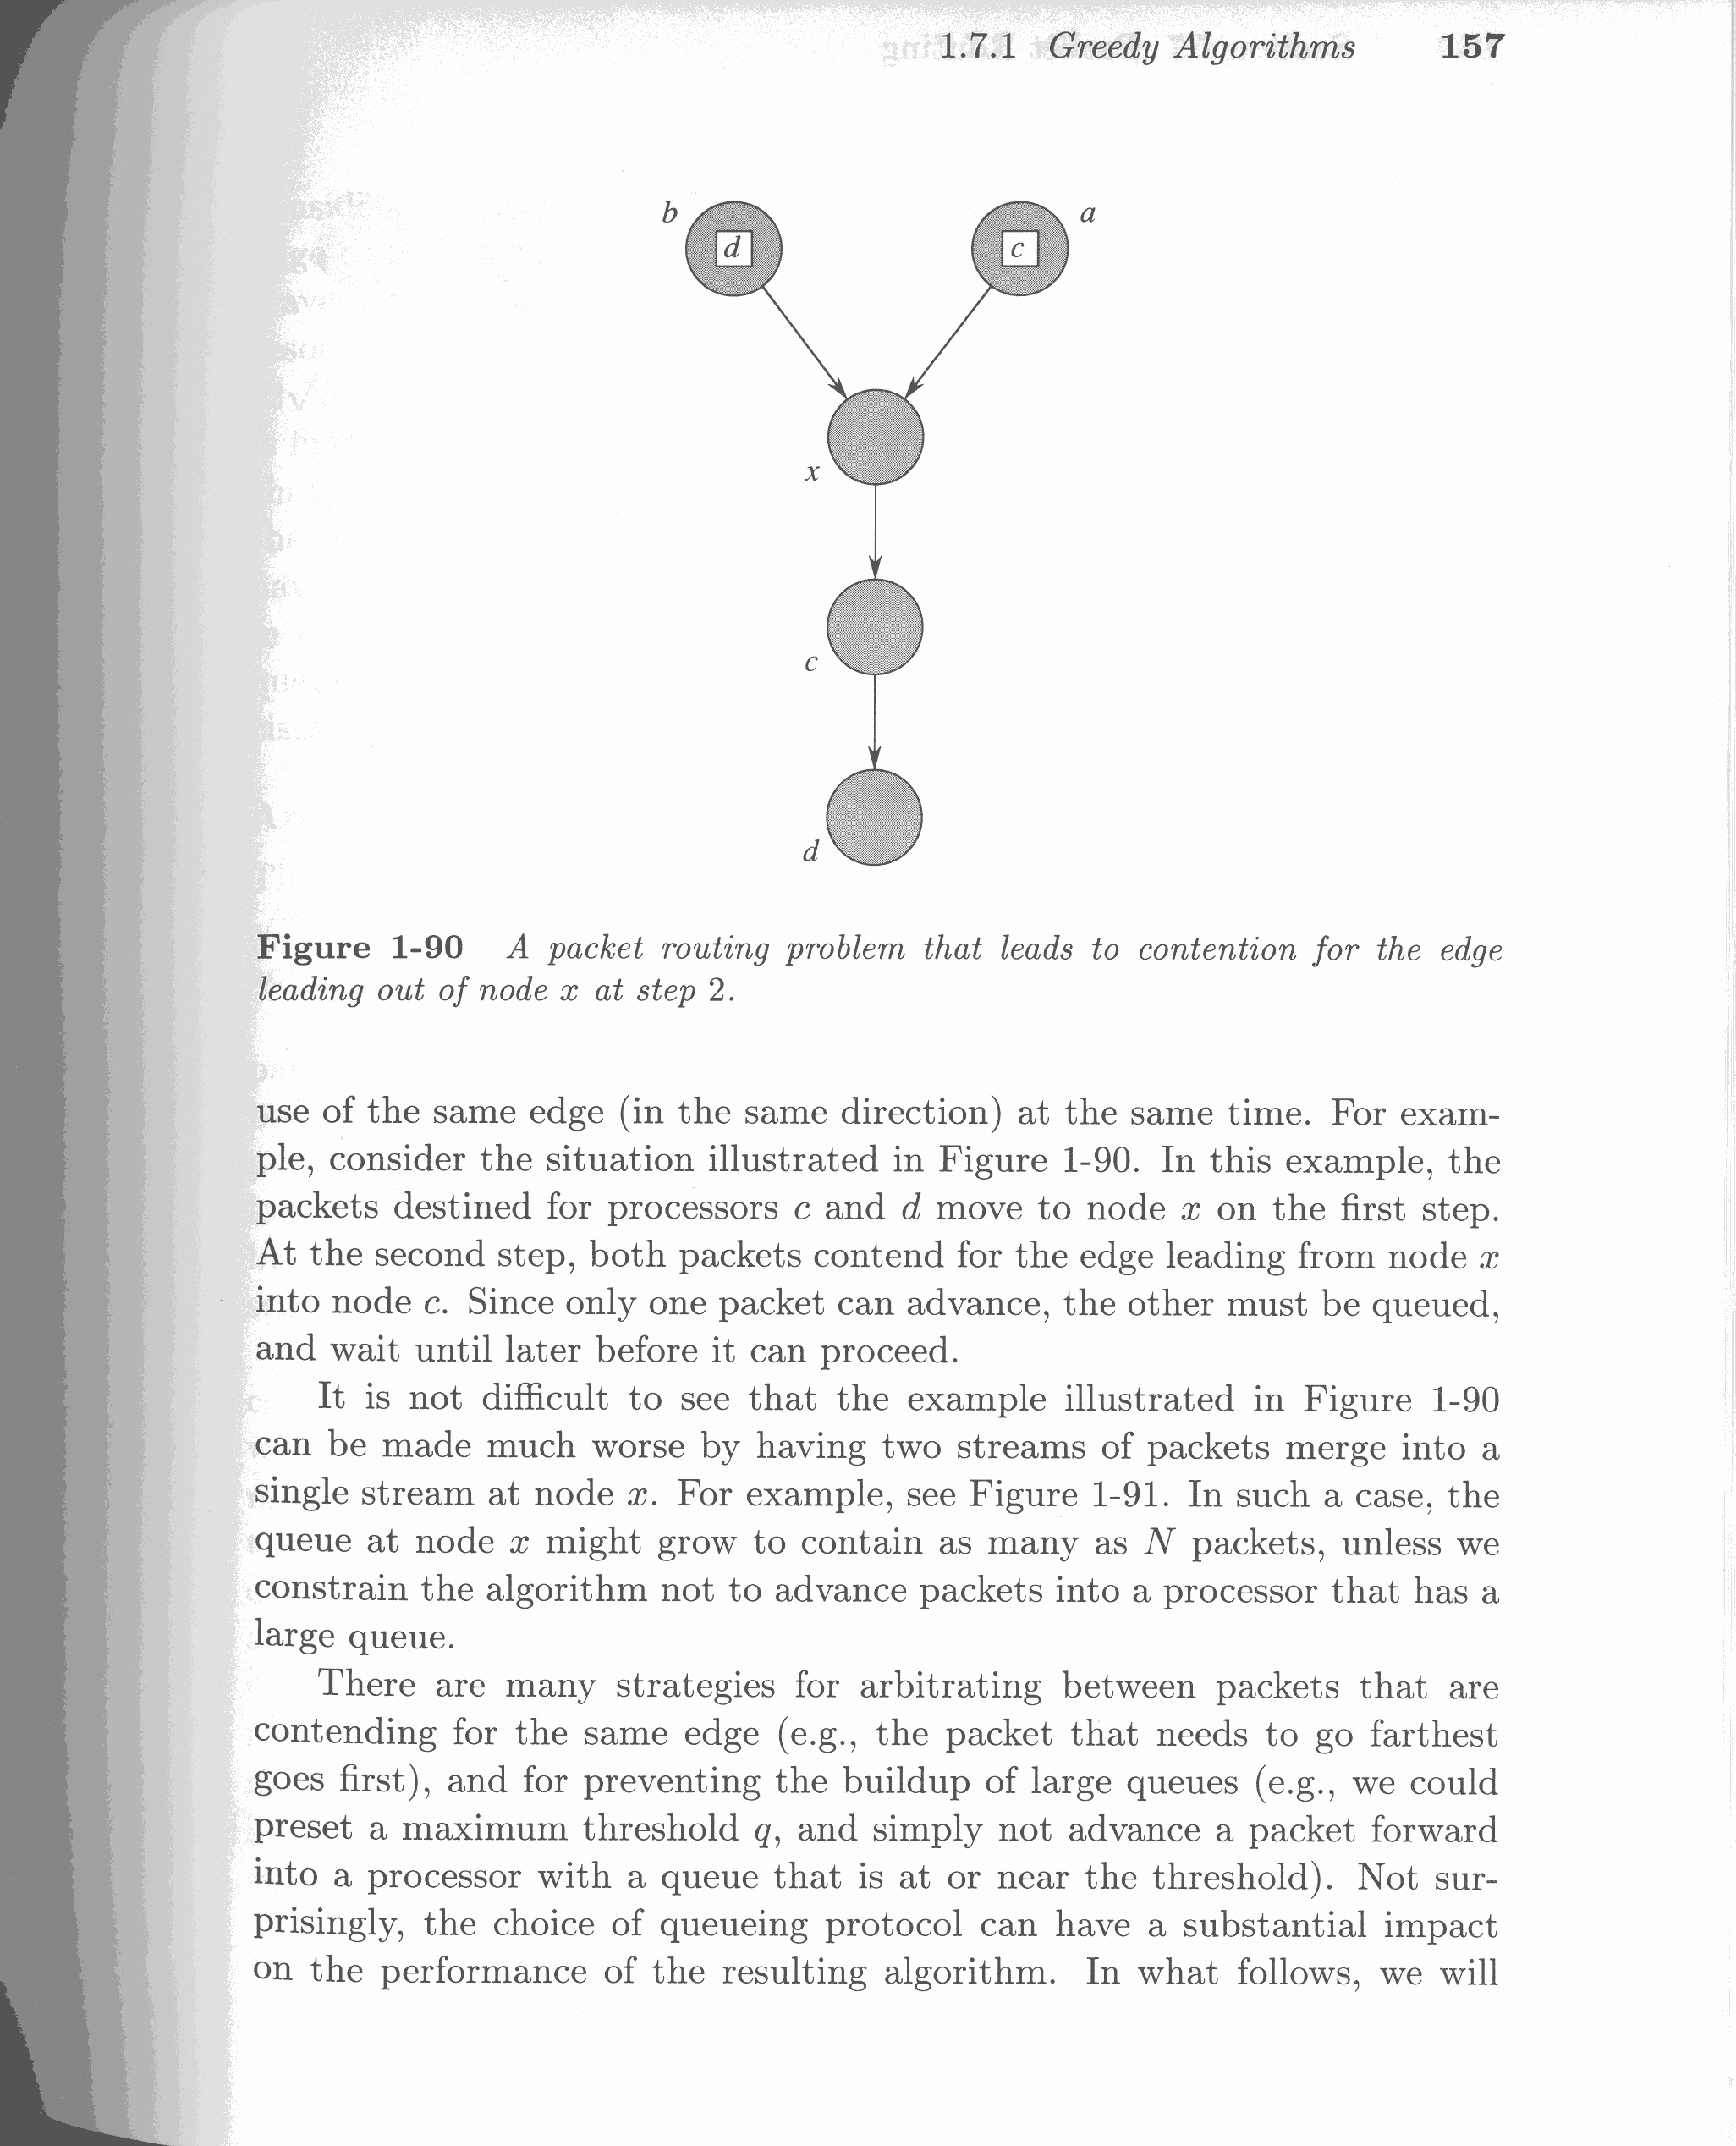 1.7.1 Greedy Algorithms 157
b d c a
x
c
d
Figure 1-90 A packet routing problem that leads to contention for the edge
leading out of node x at step 2.
use of the same edge (in the same direction) at the same time. For exam-
ple, consider the situation illustrated in Figure 1-90. In this example, the
packets destined for processors c and d move to node x on the first step.
At the second step, both packets contend for the edge leading from node x
into node c. Since only one packet can advance, the other must be queued,
and wait until later before it can proceed.
It is not difficult to see that the example illustrated in Figure 1-90
can be made much worse by having two streams of packets merge into a
single stream at node x. For example, see Figure 1-91. In such a case, the
queue at node x might grow to contain as many as N packets, unless we
constrain the algorithm not to advance packets into a processor that has a
large queue.
There are many strategies for arbitrating between packets that are
contending for the same edge (e.g., the packet that needs to go farthest
goes first), and for preventing the buildup of large queues (e.g., we could
preset a maximum threshold q, and simply not advance a packet forward
into a processor with a queue that is at or near the threshold). Not sur-
prisingly, the choice of queueing protocol can have a substantial impact
on the performance of the resulting algorithm. In what follows, we will